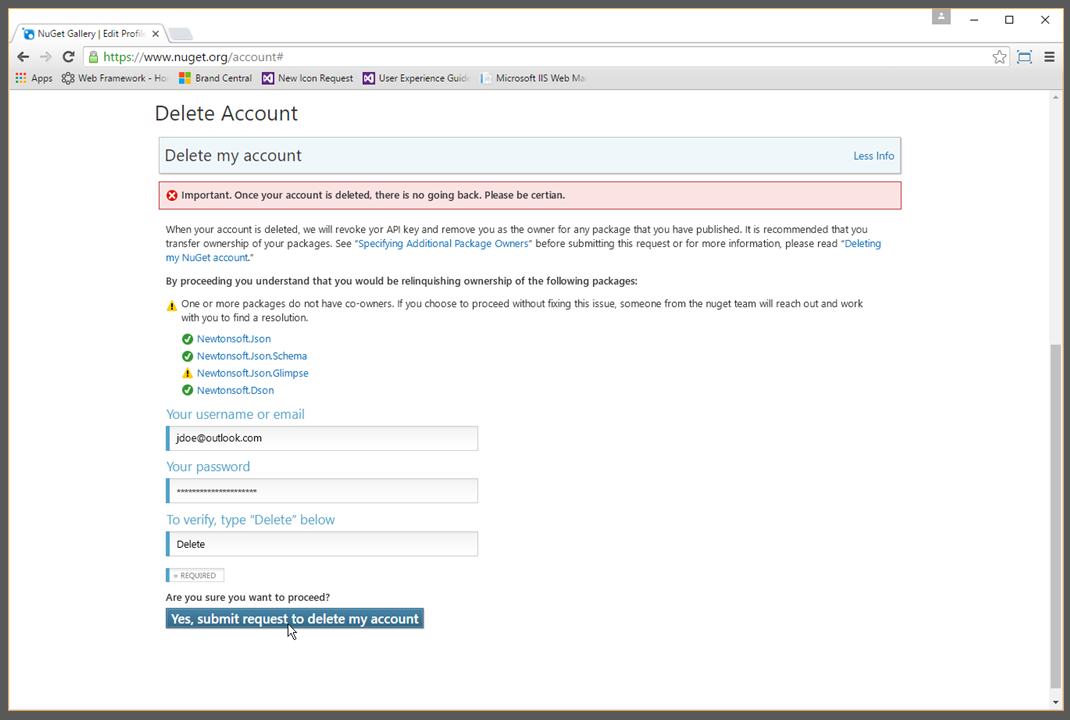 NuGet Gallery | Edit Profile
https://www.nuget.org/account#
Apps
Web Framework - Ho
Brand Central
New Icon Request
User Experience Guid
Microsoft IIS Web Ma
Delete Account
Delete my account
Less Info
Important. Once your account is deleted, there is no going back. Please be certian.
When your account is deleted, we will revoke yor API key and remove you as the owner for any package that you have published. It is recommended that you
transfer ownership of your packages. See “Specifying Additional Package Owners” before submitting this request or for more information, please read “Deleting
my NuGet account.”
By proceeding you understand that you would be relinquishing ownership of the following packages:
One or more packages do not have co-owners. If you choose to proceed without fixing this issue, someone from the nuget team will reach out and work
with you to find a resolution.
Newtonsoft.Json
Newtonsoft.Json.Schema
Newtonsoft.Json.Glimpse
Newtonsoft.Dson
Your username or email
jdoe@outlook.com
Your password
*********************
To verify, type “Delete” below
Delete
= REQUIRED
Are you sure you want to proceed?
Yes, submit request to delete my account